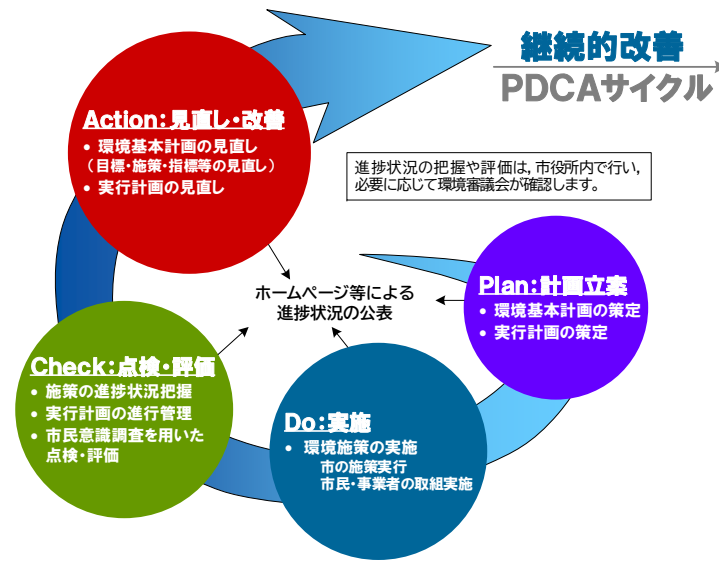 継続的改善
PDCAサイクル
Action：見直し・改善
• 環境基本計画の見直し
（目標・施策・指標等の見直し）
• 実行計画の見直し
進捗状況の把握や評価は，市役所内で行い，
必要に応じて環境審議会が確認します。
Plan：計画立案
• 環境基本計画の策定
• 実行計画の策定
ホームページ等による
進捗状況の公表
Check：点検・評価
• 施策の進捗状況把握
• 実行計画の進行管理
• 市民意識調査を用いた
点検・評価
Do：実施
• 環境施策の実施
市の施策実行
市民・事業者の取組実施